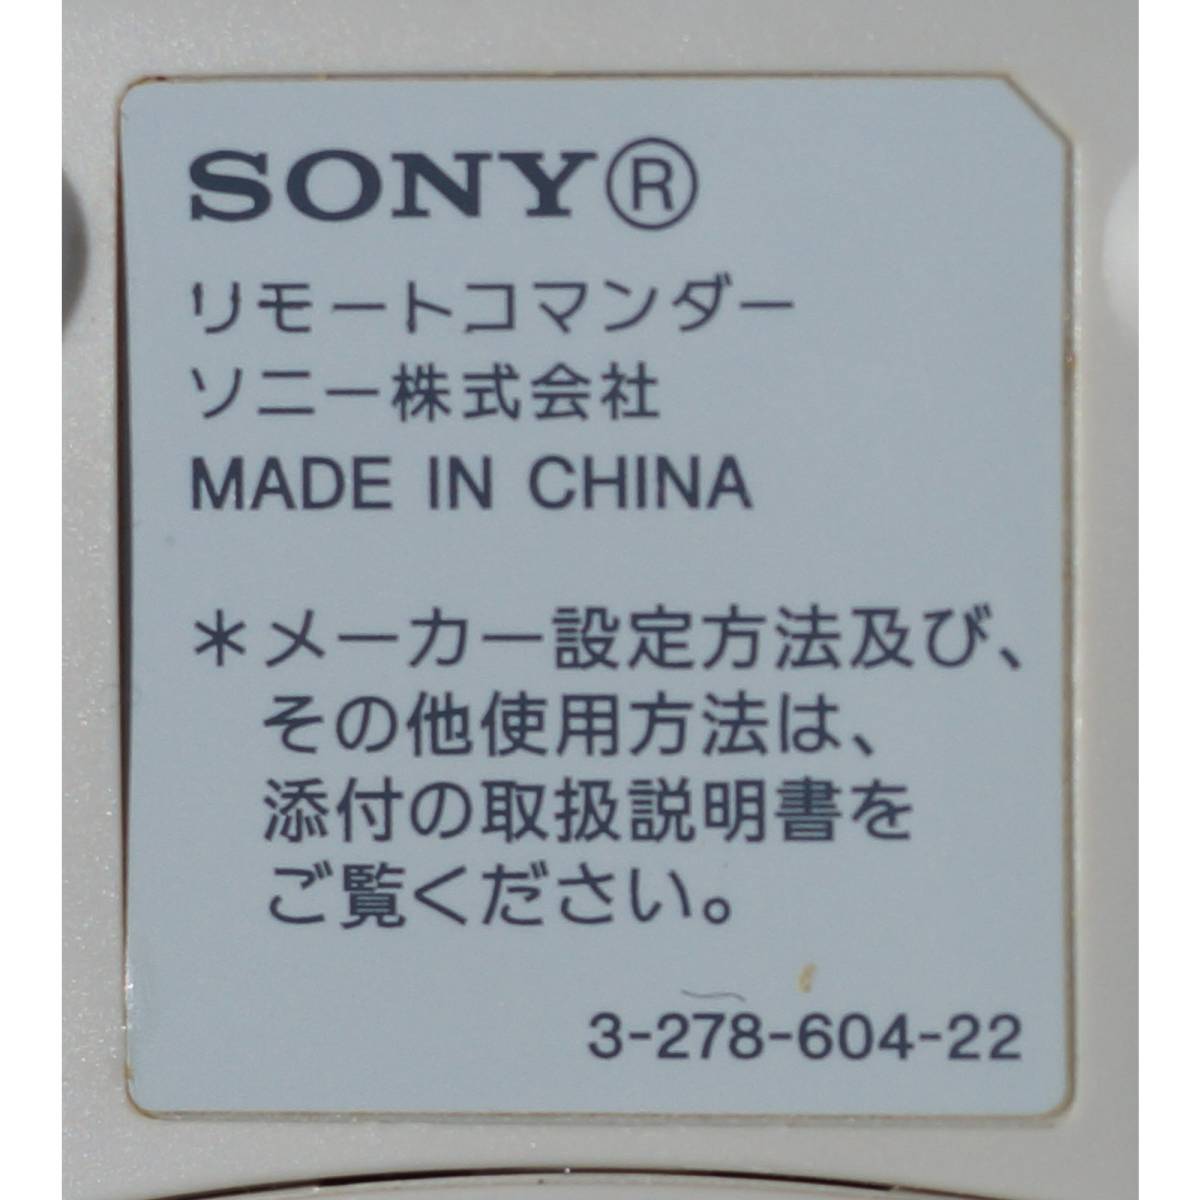 SONY®
リモートコマンダー
ソニー株式会社
MADE IN CHINA
＊メーカー設定方法及び、
その他使用方法は、
添付の取扱説明書を
ご覧ください。
3-278-604-22